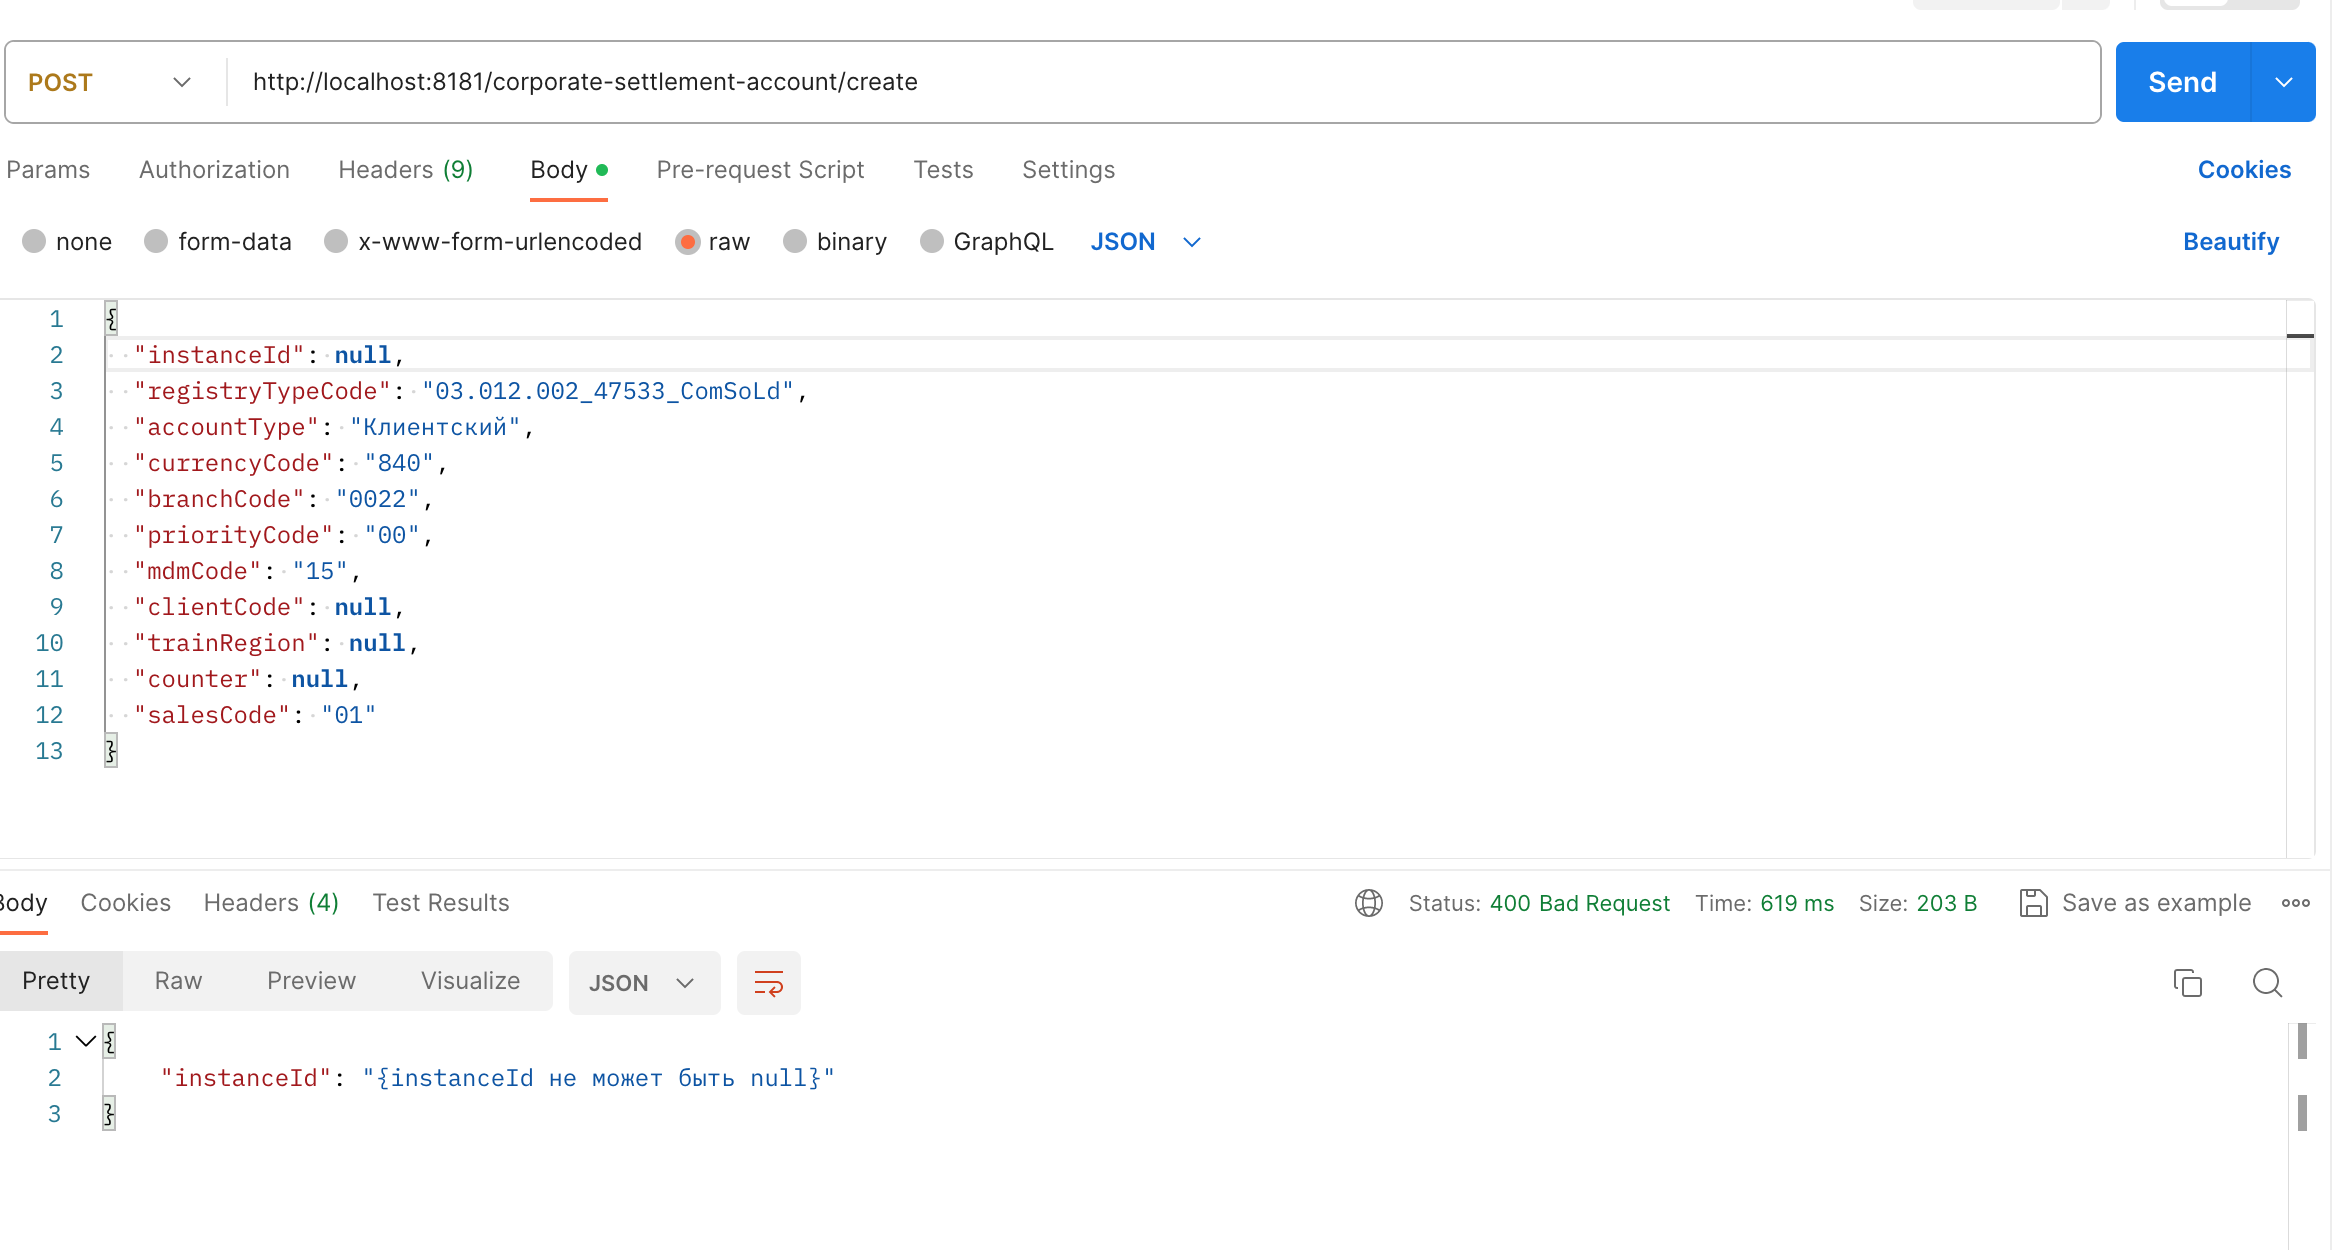 POST http://localhost:8181/corporate-settlement-account/create Send
Params Authorization Headers (9) Body Pre-request Script Tests Settings Cookies
none form-data x-www-form-urlencoded raw binary GraphQL JSON Beautify
1 {
2 "instanceId": null,
3 "registryTypeCode": "03.012.002_47533_ComSoLd",
4 "accountType": "Клиентский",
5 "currencyCode": "840",
6 "branchCode": "0022",
7 "priorityCode": "00",
8 "mdmCode": "15",
9 "clientCode": null,
10 "trainRegion": null,
11 "counter": null,
12 "salesCode": "01"
13 }
Body Cookies Headers (4) Test Results Status: 400 Bad Request Time: 619 ms Size: 203 B Save as example
Pretty Raw Preview Visualize JSON
1 {
2 "instanceId": "{instanceId не может быть null}"
3 }